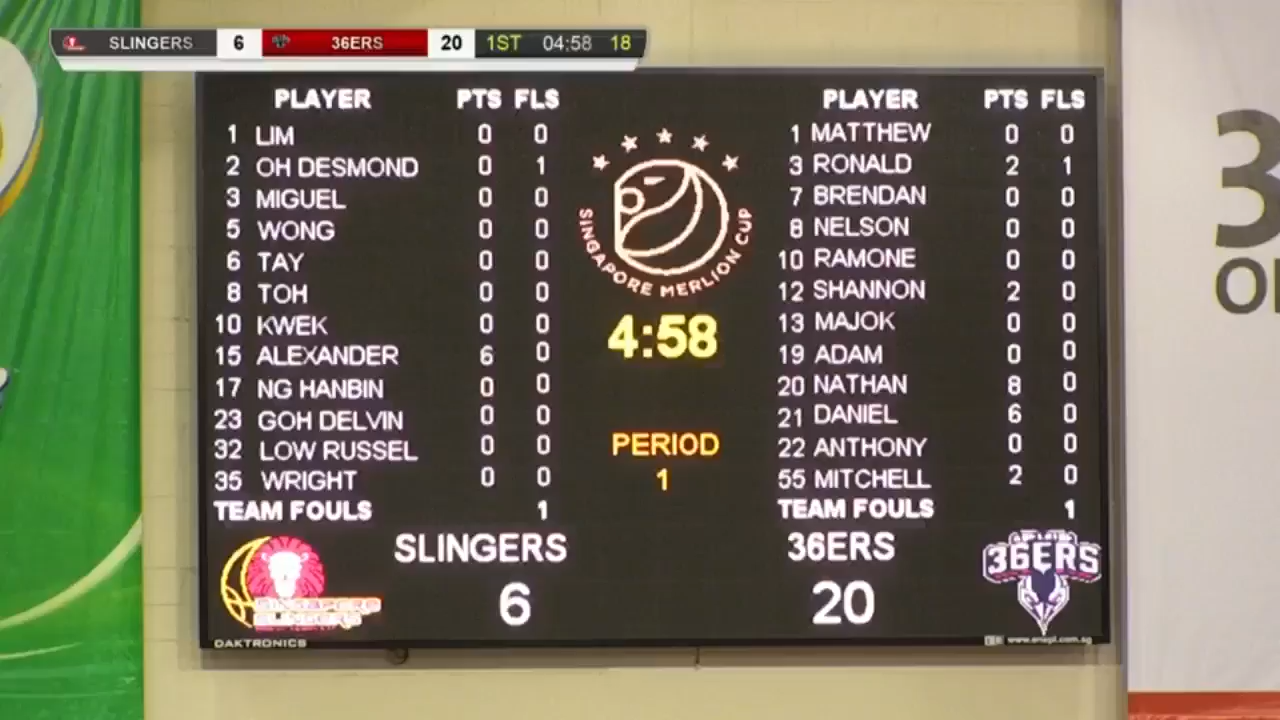 SLINGERS 6 36ERS 20 1ST 04:58 18
PLAYER PTS FLS
1 LIM 0 0
2 OH DESMOND 0 1
3 MIGUEL 0 0
5 WONG 0 0
6 TAY 0 0
8 TOH 0 0
10 KWEK 0 0
15 ALEXANDER 6 0
17 NG HANBIN 0 0
23 GOH DELVIN 0 0
32 LOW RUSSEL 0 0
35 WRIGHT 0 0
TEAM FOULS 1
SLINGERS
6
SINGAPORE
SLINGERS
DAKTRONICS
SINGAPORE MERLION CUP
4:58
PERIOD
1
PLAYER PTS FLS
1 MATTHEW 0 0
3 RONALD 2 1
7 BRENDAN 0 0
8 NELSON 0 0
10 RAMONE 0 0
12 SHANNON 2 0
13 MAJOK 0 0
19 ADAM 0 0
20 NATHAN 8 0
21 DANIEL 6 0
22 ANTHONY 0 0
55 MITCHELL 2 0
TEAM FOULS 1
36ERS
20
ADELAIDE
36ERS
3